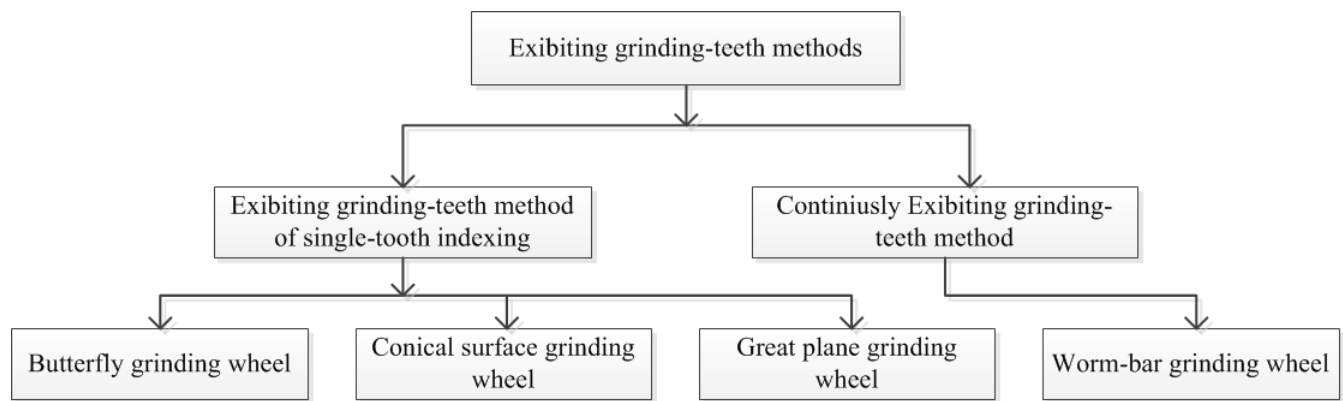 Exibiting grinding-teeth methods
Exibiting grinding-teeth method
of single-tooth indexing
Continiusly Exibiting grinding-
teeth method
Butterfly grinding wheel
Conical surface grinding
wheel
Great plane grinding
wheel
Worm-bar grinding wheel